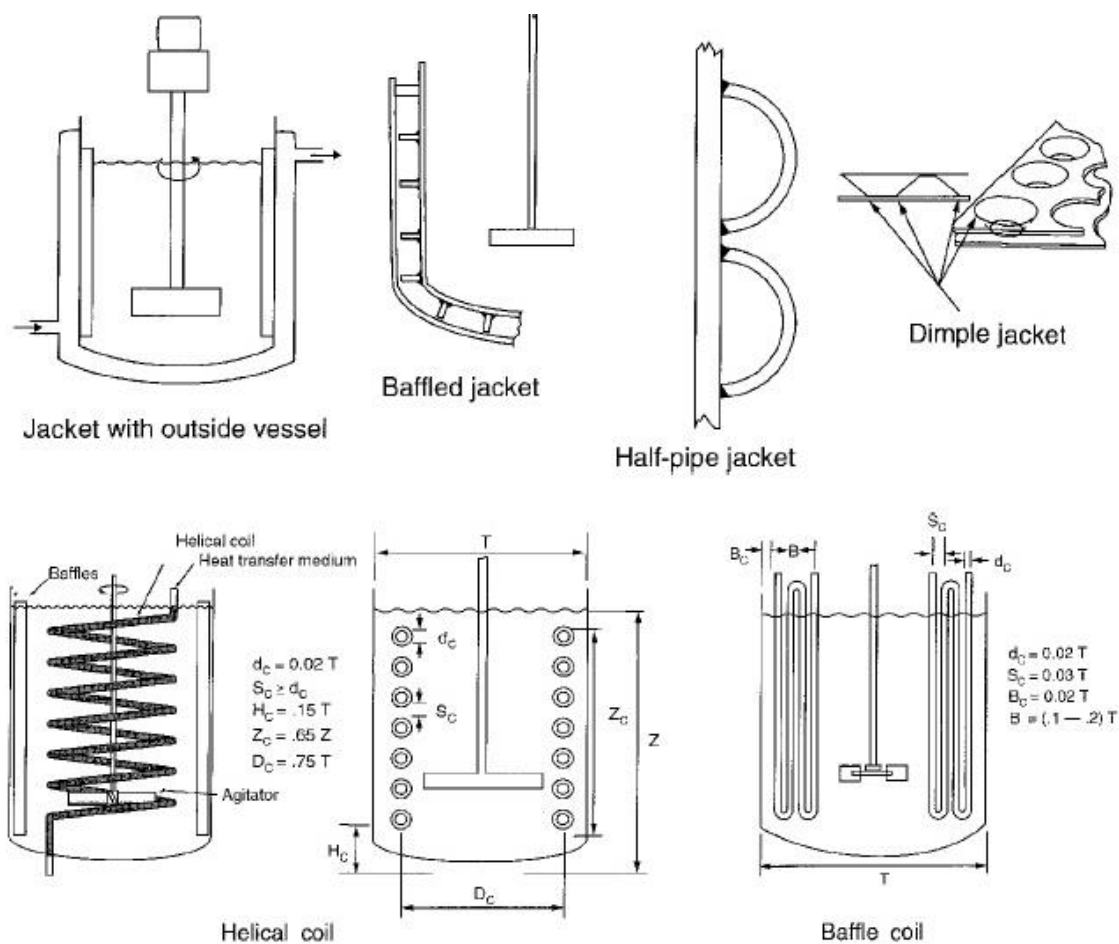 Jacket with outside vessel
Baffled jacket
Half-pipe jacket
Dimple jacket
Helical coil
Heat transfer medium
Baffles
d_C = 0.02 T
S_C ≥ d_C
H_C = .15 T
Z_C = .65 Z
D_C = .75 T
Agitator
T
d_C
S_C
Z_C
Z
H_C
D_C
Helical coil
S_C
B_C
B
d_C
d_C = 0.02 T
S_C = 0.03 T
B_C = 0.02 T
B = (.1 — .2) T
T
Baffle coil